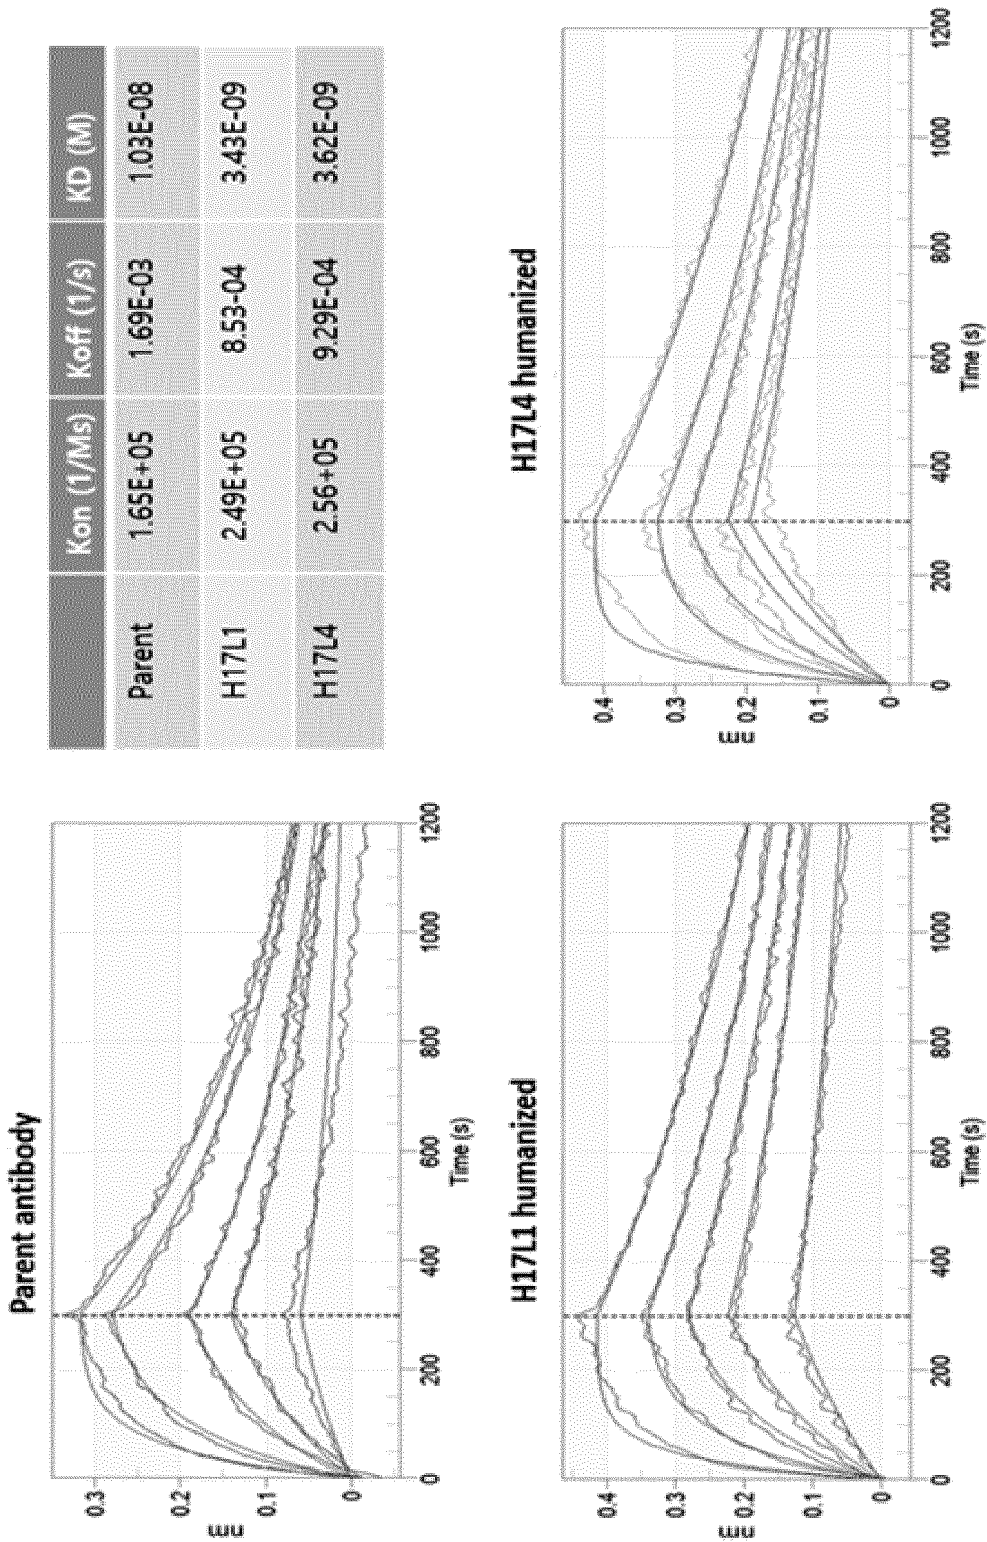 Parent antibody
0.3
0.2
0.1
0
0 200 400 600 800 1000 1200
Time (s)
Kon (1/Ms) Koff (1/s) KD (M)
Parent 1.65E+05 1.69E-03 1.03E-08
H17L1 2.49E+05 8.53-04 3.43E-09
H17L4 2.56+05 9.29E-04 3.62E-09
H17L1 humanized
0.4
0.3
0.2
0.1
0
0 200 400 600 800 1000 1200
Time (s)
H17L4 humanized
0.4
0.3
0.2
0.1
0
0 200 400 600 800 1000 1200
Time (s)